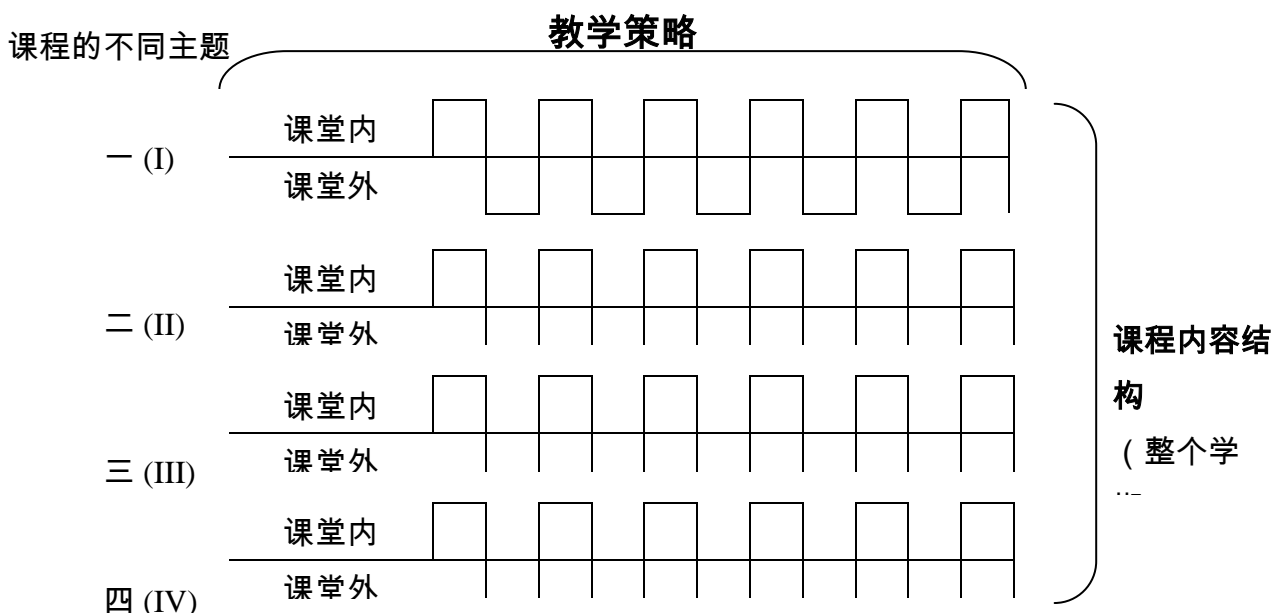 教学策略
课程的不同主题
课堂内
一 (I)
课堂外
课堂内
二 (II)
课堂外
课堂内
三 (III)
课堂外
课堂内
四 (IV)
课堂外
课程内容结
构
（整个学